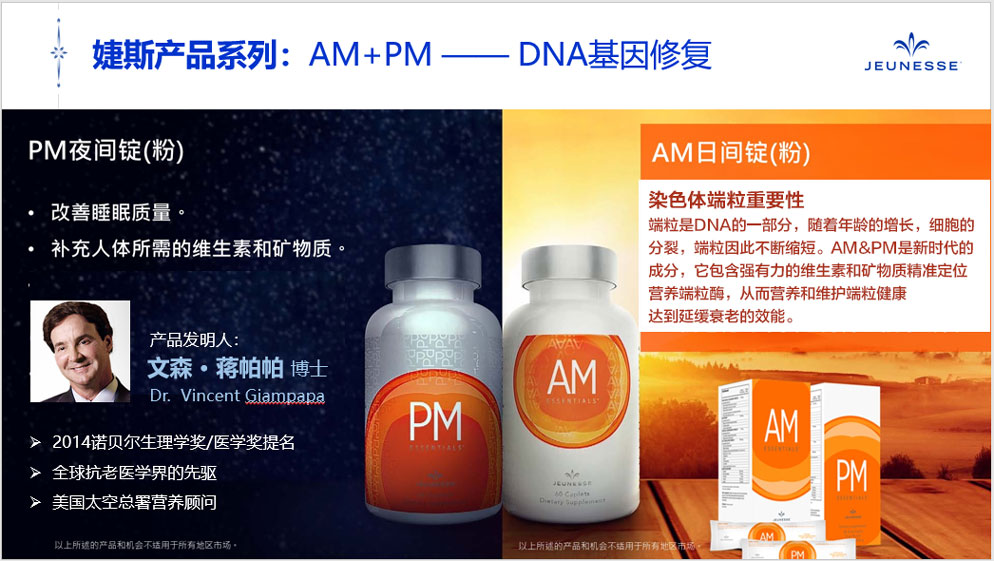 婕斯产品系列：AM+PM —— DNA基因修复
JEUNESSE
PM夜间锭(粉)
• 改善睡眠质量。
• 补充人体所需的维生素和矿物质。
产品发明人：
文森・蒋帕帕 博士
Dr. Vincent Giampapa
➢ 2014诺贝尔生理学奖/医学奖提名
➢ 全球抗老医学界的先驱
➢ 美国太空总署营养顾问
以上所述的产品和机会不适用于所有地区市场。
PM
ESSENTIALS
AM
ESSENTIALS
JEUNESSE
60 Caplets
Dietary Supplement
AM日间锭(粉)
染色体端粒重要性
端粒是DNA的一部分，随着年龄的增长，细胞的
分裂，端粒因此不断缩短。AM&PM是新时代的
成分，它包含强有力的维生素和矿物质精准定位
营养端粒酶，从而营养和维护端粒健康
达到延缓衰老的效能。
AM
ESSENTIALS
PM
ESSENTIALS
JEUNESSE
AM
PM
以上所述的产品和机会不适用于所有地区市场。